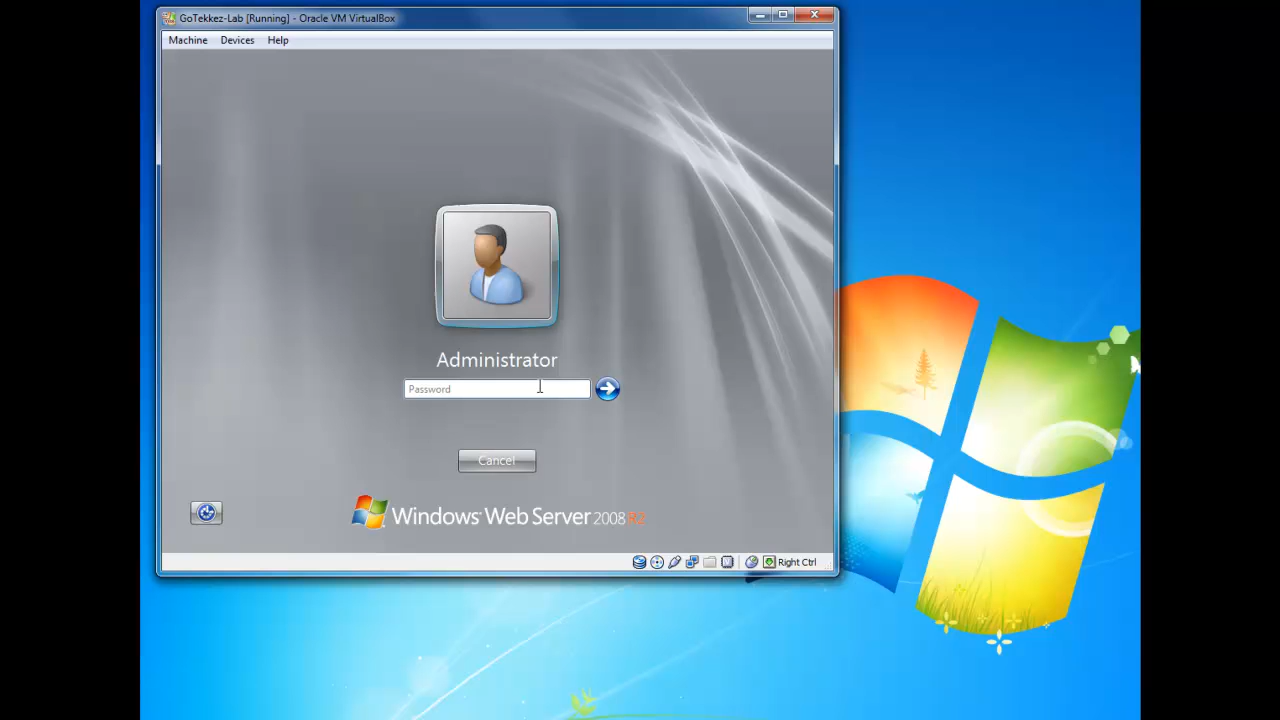 GoTekkez-Lab [Running] - Oracle VM VirtualBox
Machine Devices Help
Administrator
Password
Cancel
Windows Web Server 2008 R2
Right Ctrl